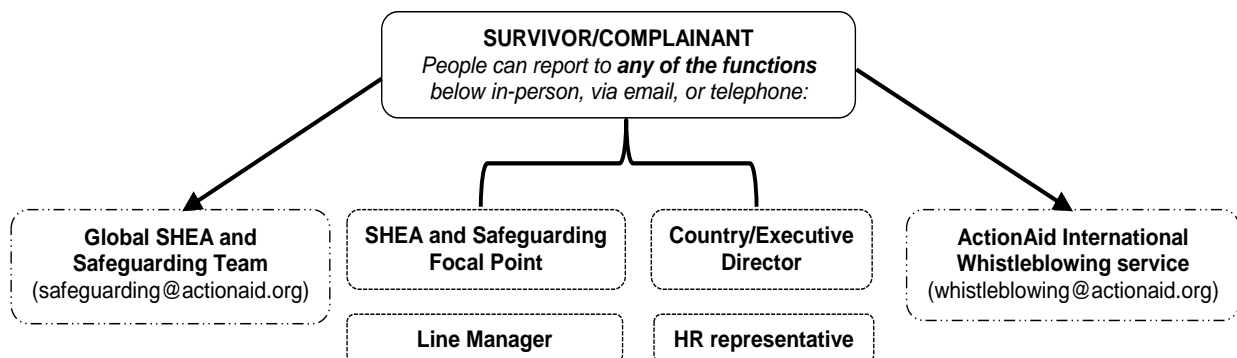 SURVIVOR/COMPLAINANT
People can report to any of the functions
below in-person, via email, or telephone:
Global SHEA and
Safeguarding Team
(safeguarding@actionaid.org)
SHEA and Safeguarding
Focal Point
Country/Executive
Director
ActionAid International
Whistleblowing service
(whistleblowing@actionaid.org)
Line Manager
HR representative